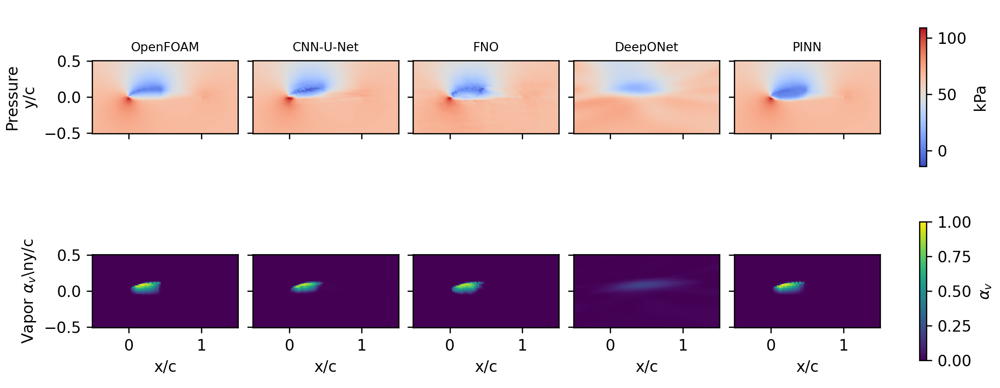 OpenFOAM CNN-U-Net FNO DeepONet PINN
Pressure
y/c
0.5
0.0
−0.5
100
50
0
kPa
Vapor αv\ny/c
0.5
0.0
−0.5
0 1 0 1 0 1 0 1 0 1
x/c x/c x/c x/c x/c
1.00
0.75
0.50
0.25
0.00
αv